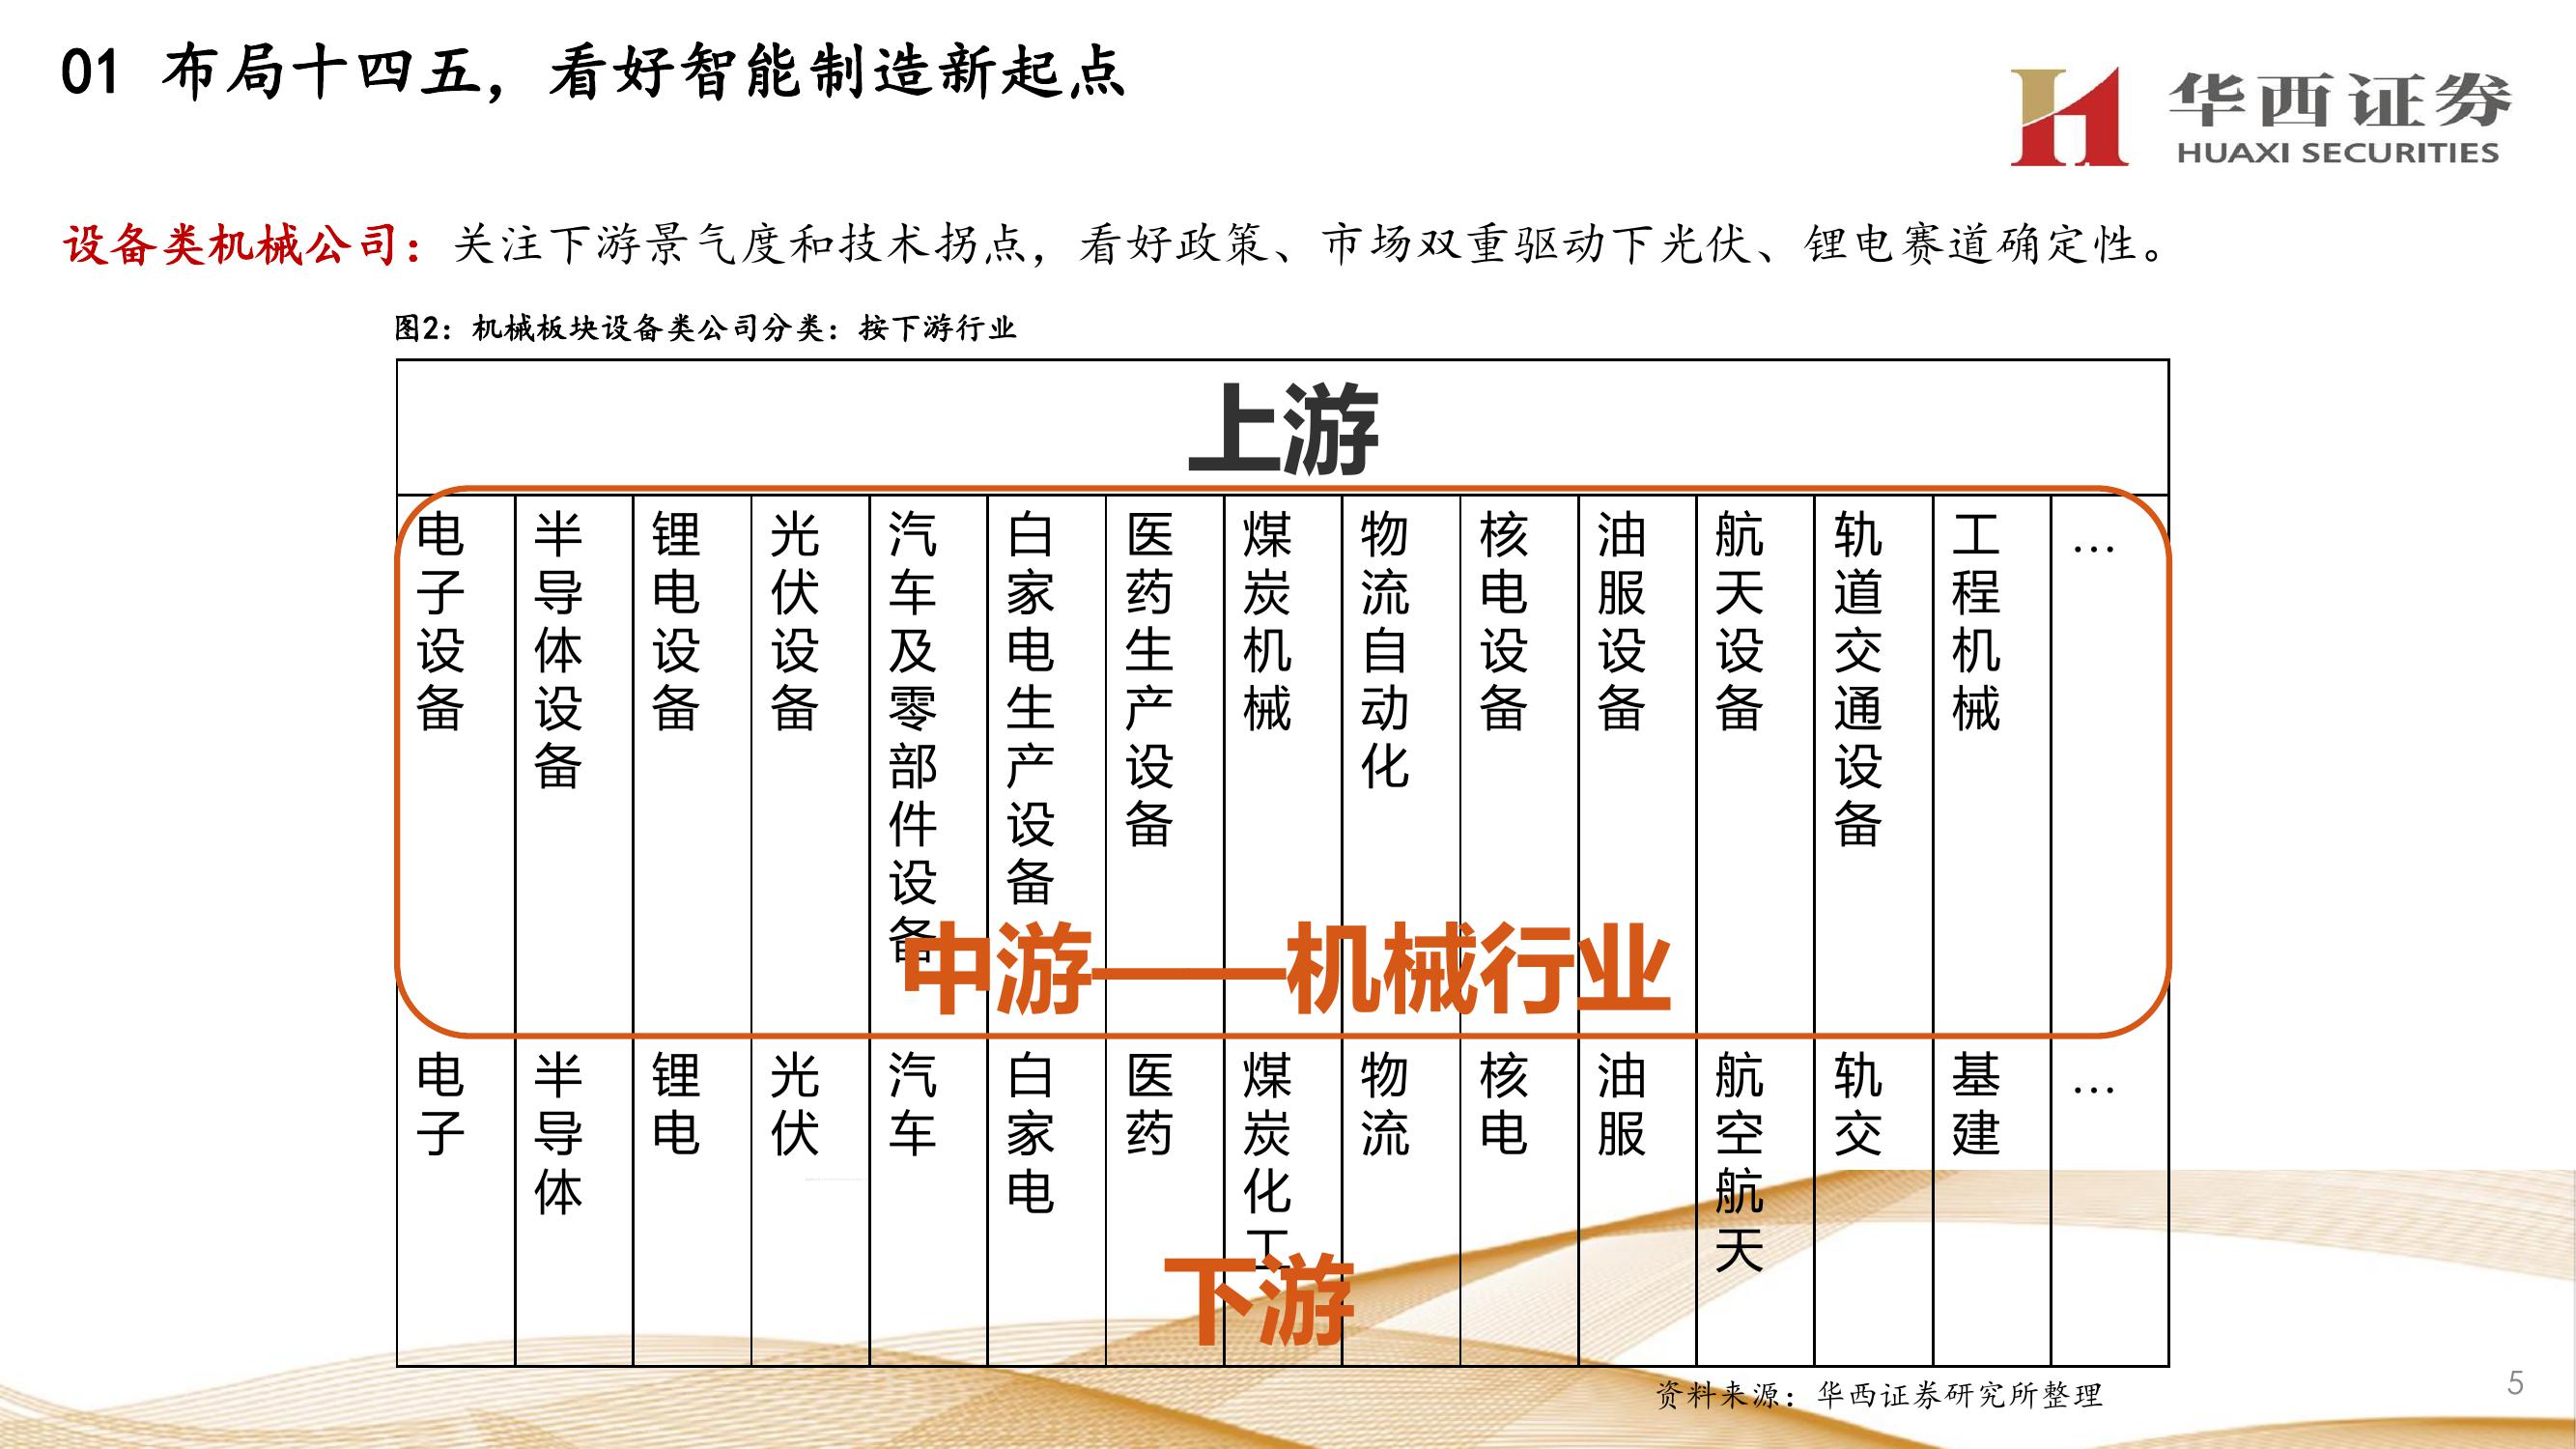 01 布局十四五，看好智能制造新起点
华西证券
HUAXI SECURITIES
设备类机械公司：关注下游景气度和技术拐点，看好政策、市场双重驱动下光伏、锂电赛道确定性。
图2：机械板块设备类公司分类：按下游行业
上游
电子设备
半导体设备
锂电设备
光伏设备
汽车及零部件设备
白家电生产设备
医药生产设备
煤炭机械
物流自动化
核电设备
油服设备
航天设备
轨道交通设备
工程机械
…
中游——机械行业
电子
半导体
锂电
光伏
汽车
白家电
医药
煤炭化工
物流
核电
油服
航空航天
轨交
基建
…
下游
资料来源：华西证券研究所整理
5